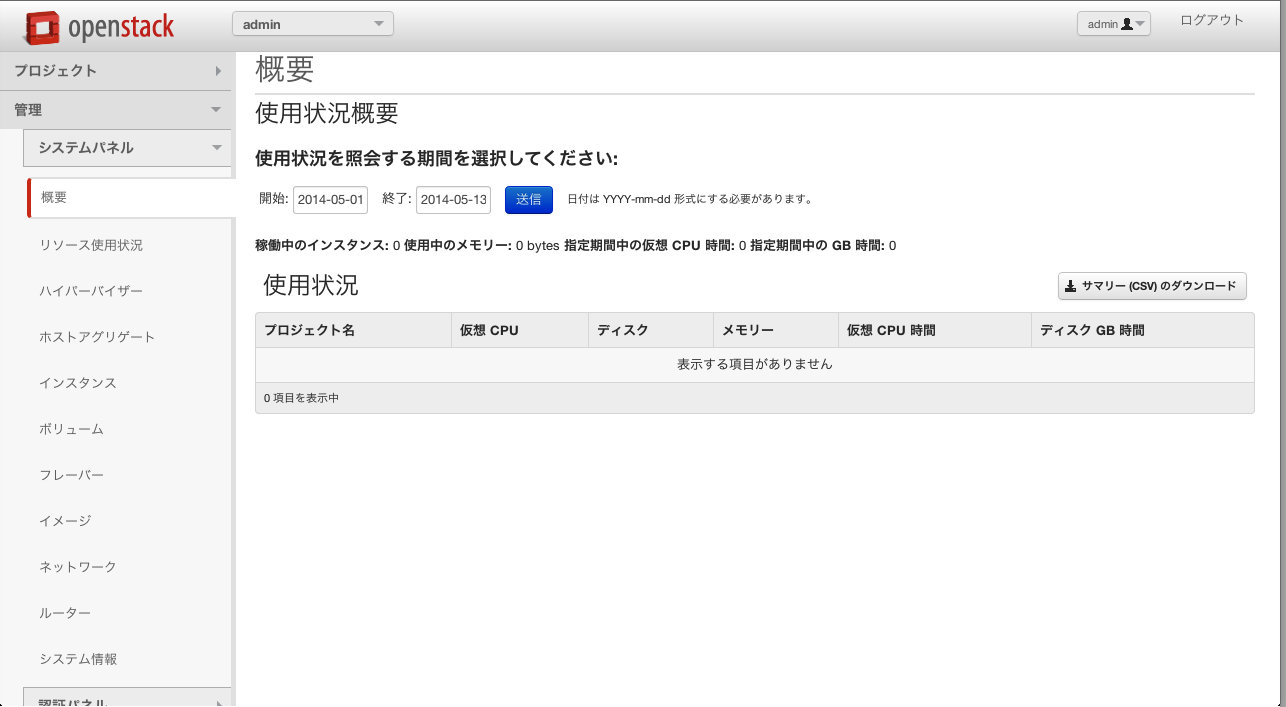 openstack
admin
admin
ログアウト
プロジェクト
管理
システムパネル
概要
リソース使用状況
ハイパーバイザー
ホストアグリゲート
インスタンス
ボリューム
フレーバー
イメージ
ネットワーク
ルーター
システム情報
認証パネル
概要
使用状況概要
使用状況を照会する期間を選択してください:
開始: 2014-05-01 終了: 2014-05-13 送信 日付は YYYY-mm-dd 形式にする必要があります。
稼働中のインスタンス: 0 使用中のメモリー: 0 bytes 指定期間中の仮想 CPU 時間: 0 指定期間中の GB 時間: 0
使用状況
サマリー (CSV) のダウンロード
プロジェクト名 仮想 CPU ディスク メモリー 仮想 CPU 時間 ディスク GB 時間
表示する項目がありません
0 項目を表示中